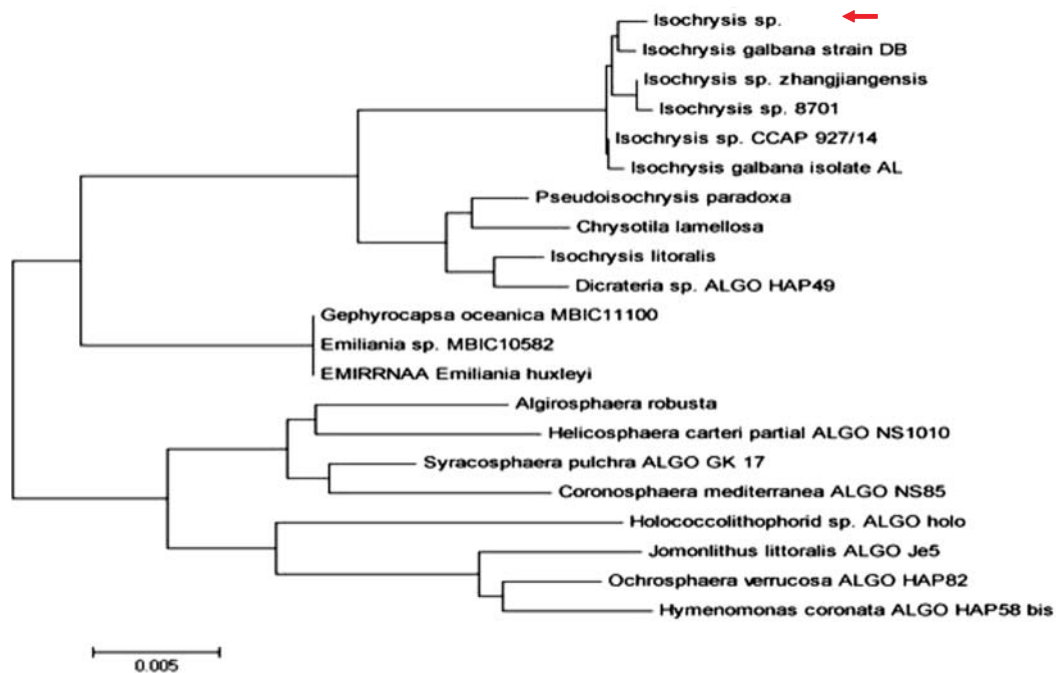 Isochrysis sp.
Isochrysis galbana strain DB
Isochrysis sp. zhangjiangensis
Isochrysis sp. 8701
Isochrysis sp. CCAP 927/14
Isochrysis galbana isolate AL
Pseudoisochrysis paradoxa
Chrysotila lamellosa
Isochrysis litoralis
Dicrateria sp. ALGO HAP49
Gephyrocapsa oceanica MBIC11100
Emiliania sp. MBIC10582
EMIRRNAA Emiliania huxleyi
Algirosphaera robusta
Helicosphaera carteri partial ALGO NS1010
Syracosphaera pulchra ALGO GK 17
Coronosphaera mediterranea ALGO NS85
Holococcolithophorid sp. ALGO holo
Jomonlithus littoralis ALGO Je5
Ochrosphaera verrucosa ALGO HAP82
Hymenomonas coronata ALGO HAP58 bis
0.005